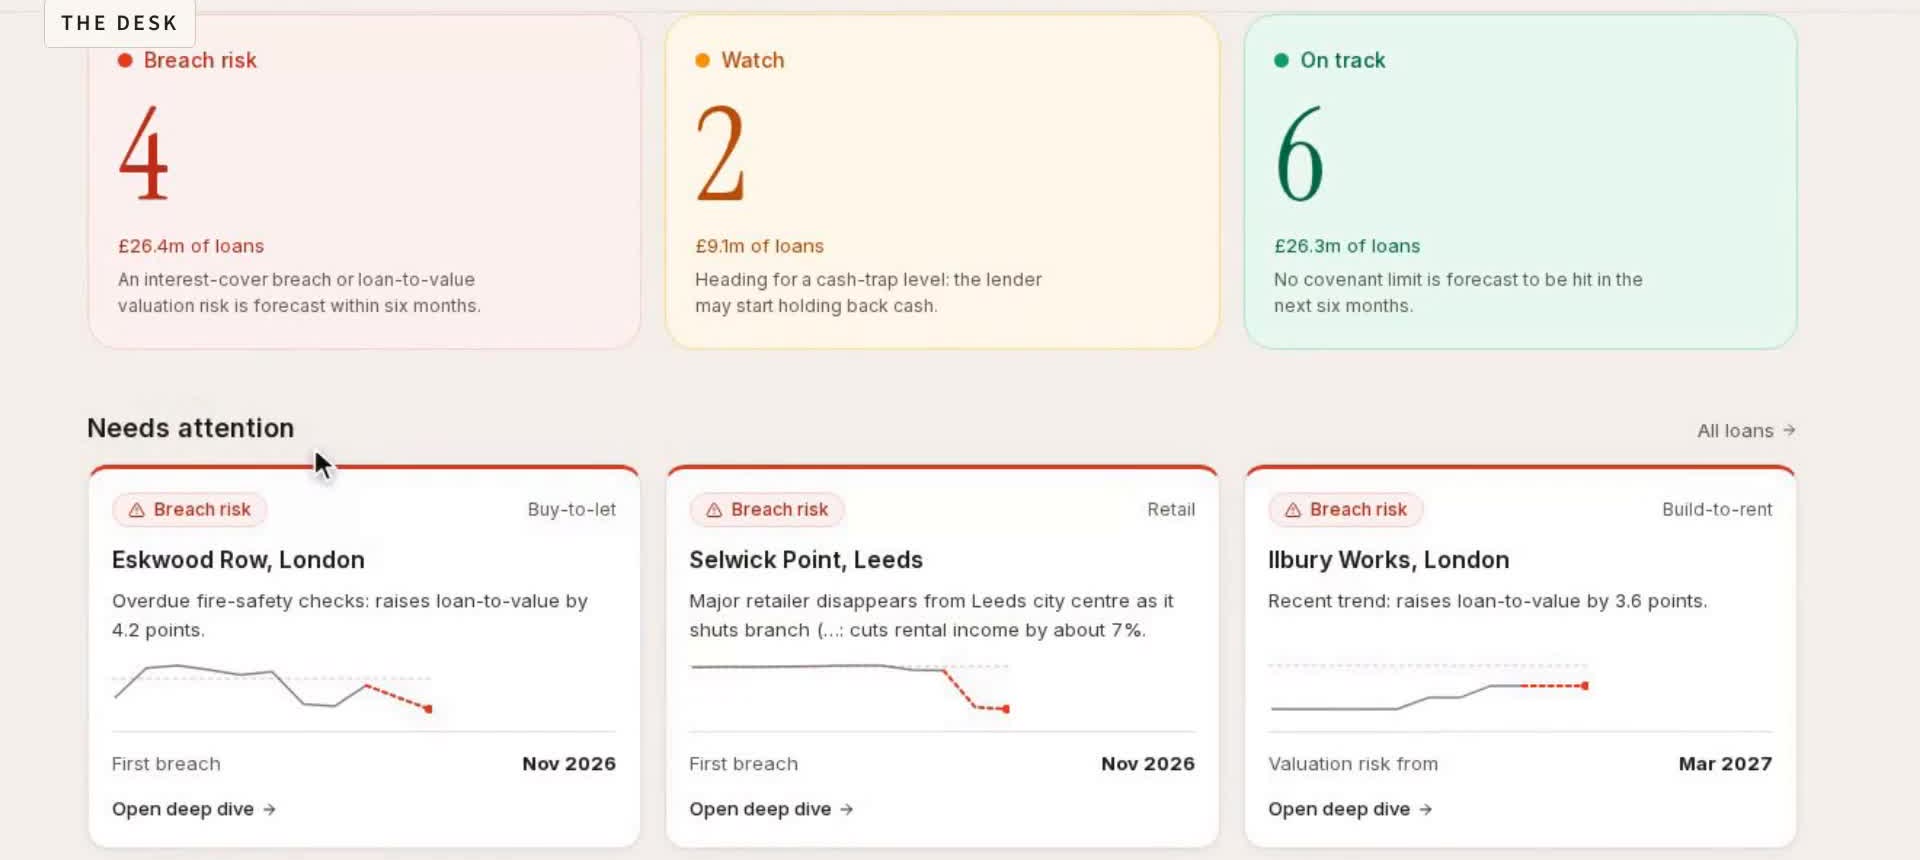 THE DESK
Breach risk
4
£26.4m of loans
An interest-cover breach or loan-to-value
valuation risk is forecast within six months.
Watch
2
£9.1m of loans
Heading for a cash-trap level: the lender
may start holding back cash.
On track
6
£26.3m of loans
No covenant limit is forecast to be hit in the
next six months.
Needs attention
All loans →
Breach risk
Buy-to-let
Eskwood Row, London
Overdue fire-safety checks: raises loan-to-value by
4.2 points.
First breach
Nov 2026
Open deep dive →
Breach risk
Retail
Selwick Point, Leeds
Major retailer disappears from Leeds city centre as it
shuts branch (...: cuts rental income by about 7%.
First breach
Nov 2026
Open deep dive →
Breach risk
Build-to-rent
Ilbury Works, London
Recent trend: raises loan-to-value by 3.6 points.
Valuation risk from
Mar 2027
Open deep dive →